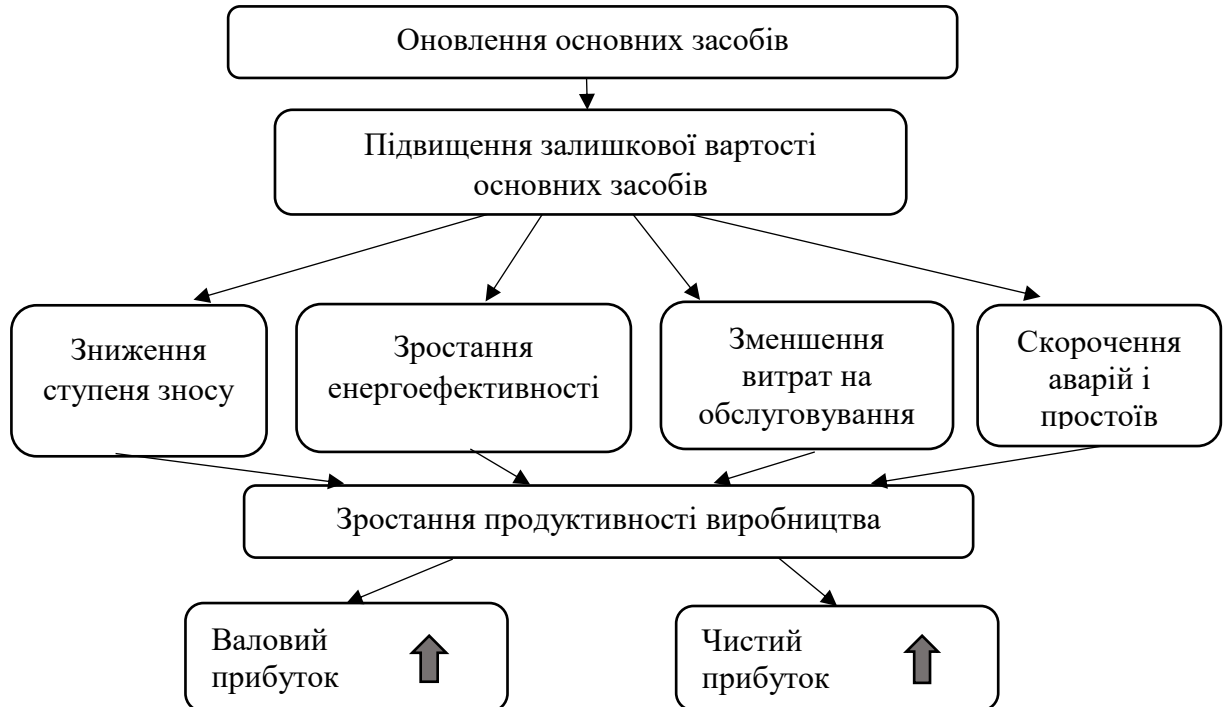 Оновлення основних засобів
Підвищення залишкової вартості
основних засобів
Зниження
ступеня зносу
Зростання
енергоефективності
Зменшення
витрат на
обслуговування
Скорочення
аварій і
простоїв
Зростання продуктивності виробництва
Валовий
прибуток
Чистий
прибуток